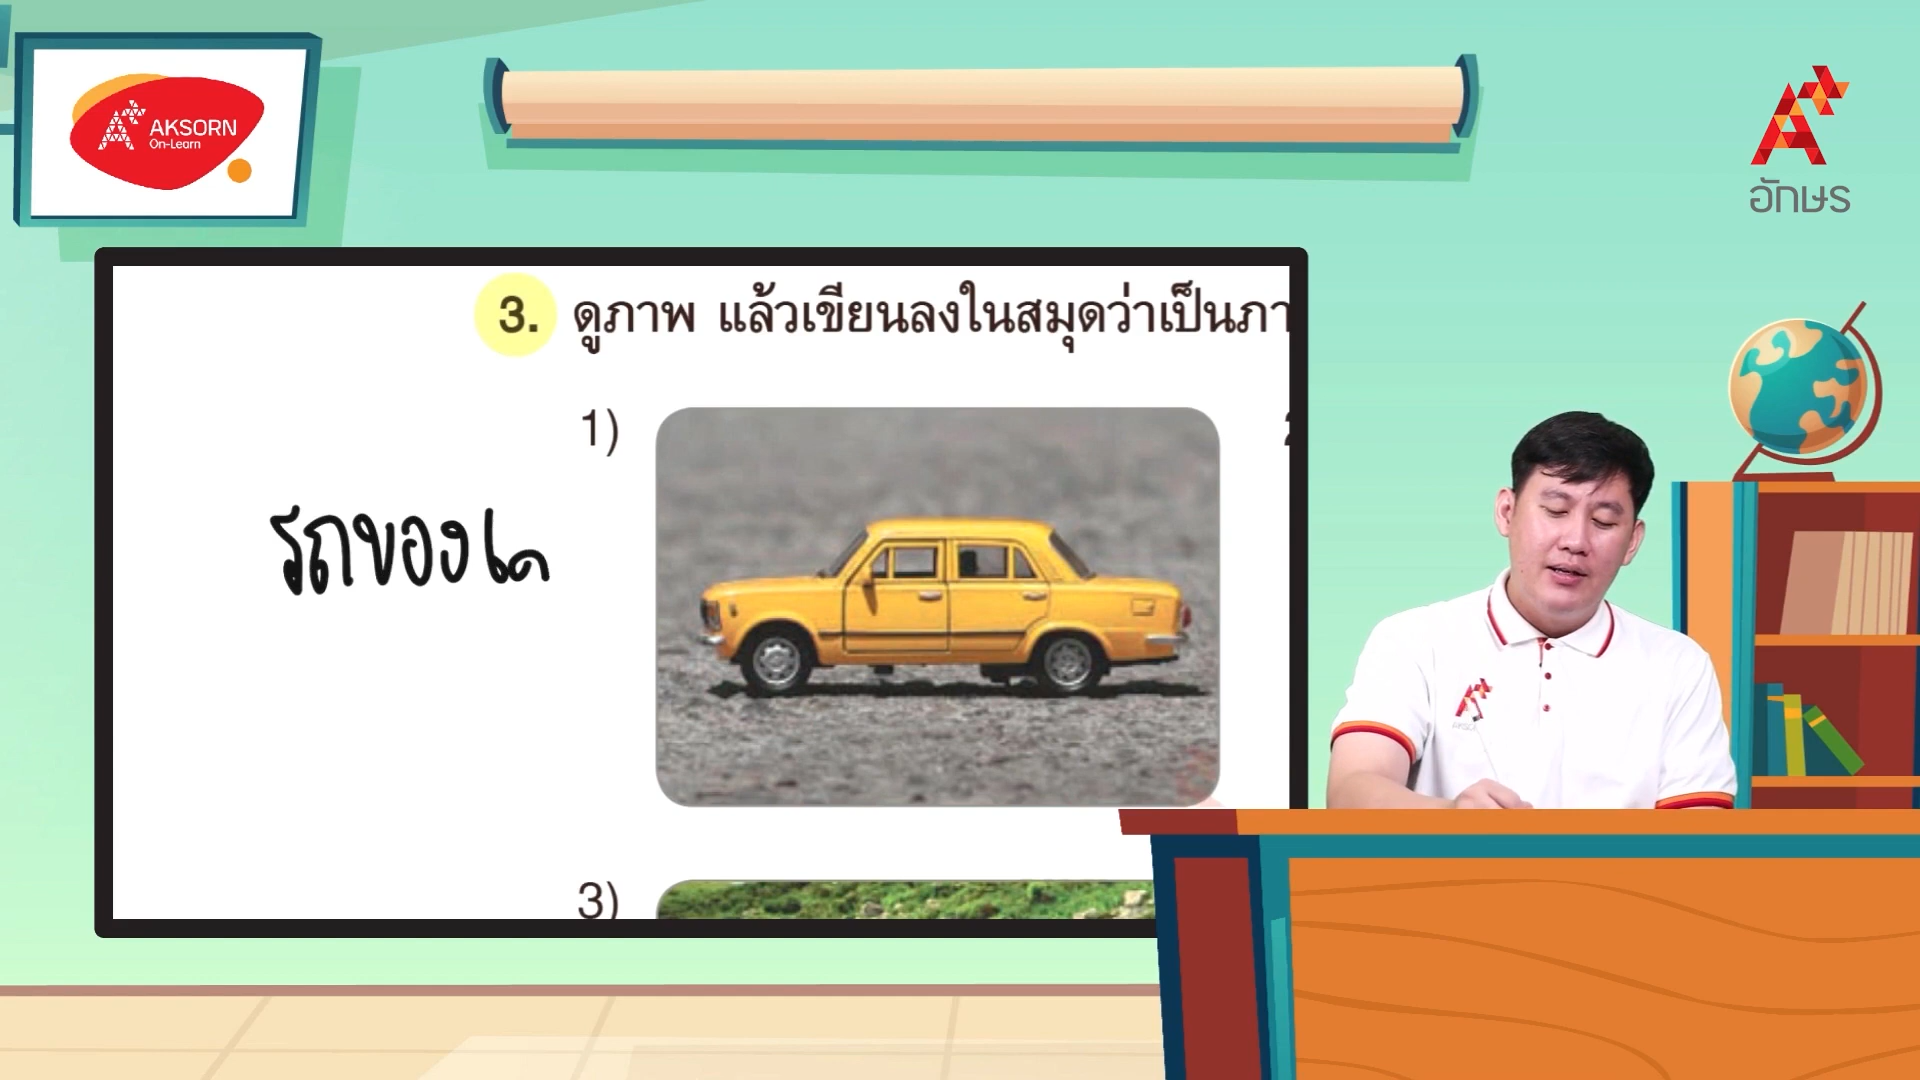 AKSORN
On-Learn
อักษร
3. ดูภาพ แล้วเขียนลงในสมุดว่าเป็นภา
1)
รถของเด
3)